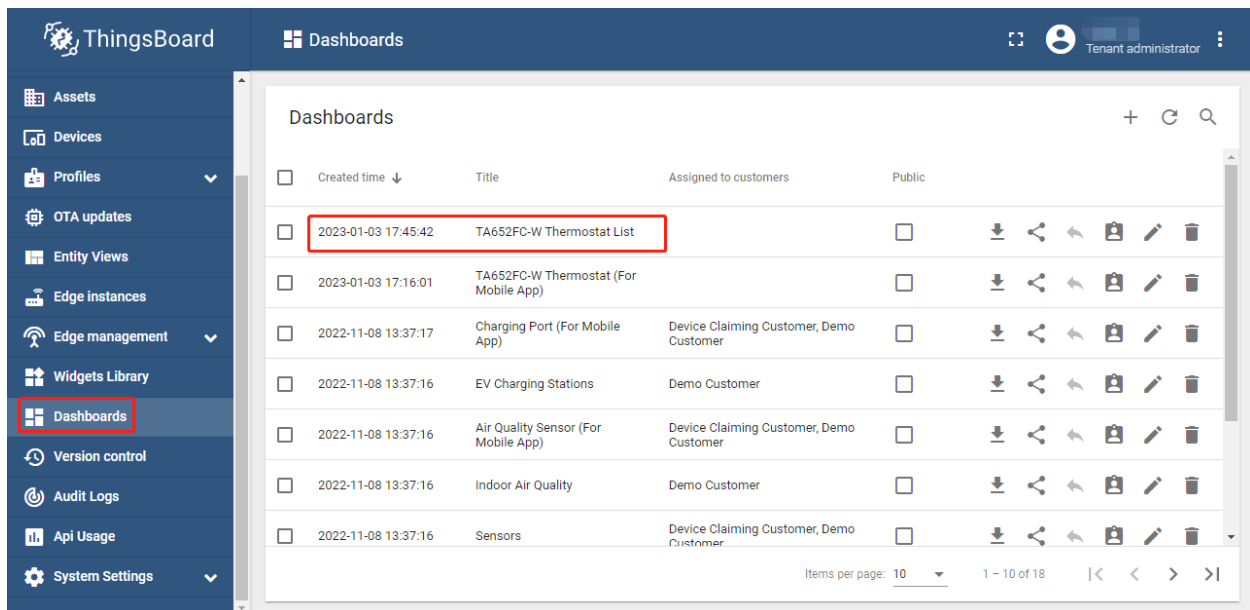 ThingsBoard
Dashboards
Tenant administrator
Assets
Devices
Profiles
OTA updates
Entity Views
Edge instances
Edge management
Widgets Library
Dashboards
Version control
Audit Logs
Api Usage
System Settings
Dashboards
Created time Title Assigned to customers Public
2023-01-03 17:45:42 TA652FC-W Thermostat List
2023-01-03 17:16:01 TA652FC-W Thermostat (For
Mobile App)
2022-11-08 13:37:17 Charging Port (For Mobile
App) Device Claiming Customer, Demo
Customer
2022-11-08 13:37:16 EV Charging Stations Demo Customer
2022-11-08 13:37:16 Air Quality Sensor (For
Mobile App) Device Claiming Customer, Demo
Customer
2022-11-08 13:37:16 Indoor Air Quality Demo Customer
2022-11-08 13:37:16 Sensors Device Claiming Customer, Demo
Customer
Items per page: 10 1 – 10 of 18